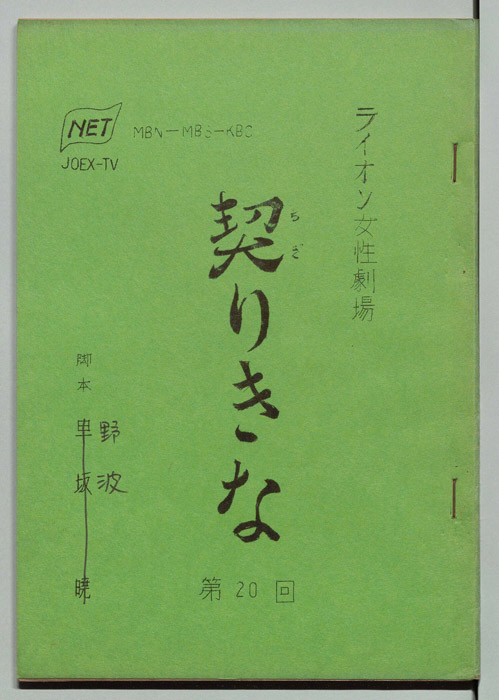 ライオン女性劇場
NET
JOEX-TV
MBN—MBS—KBC
ちぎ
契りきな
第20回
脚本
野波
早坂 暁